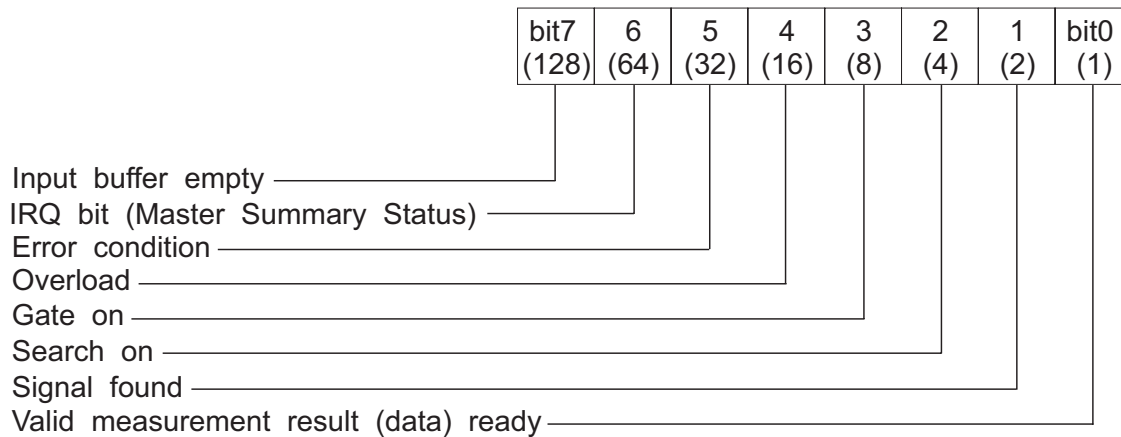 bit7 6 5 4 3 2 1 bit0
(128) (64) (32) (16) (8) (4) (2) (1)
Input buffer empty
IRQ bit (Master Summary Status)
Error condition
Overload
Gate on
Search on
Signal found
Valid measurement result (data) ready